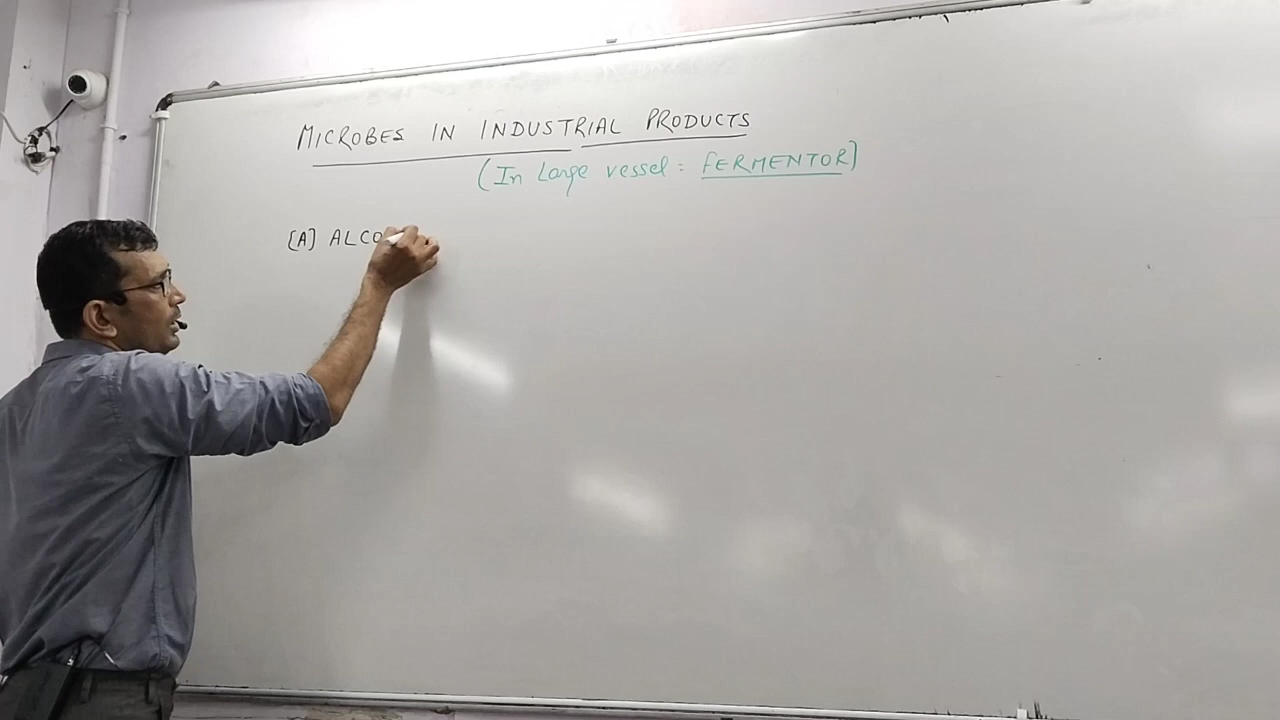 MICROBES IN INDUSTRIAL PRODUCTS
(In Large vessel : FERMENTOR)
[A] ALCO